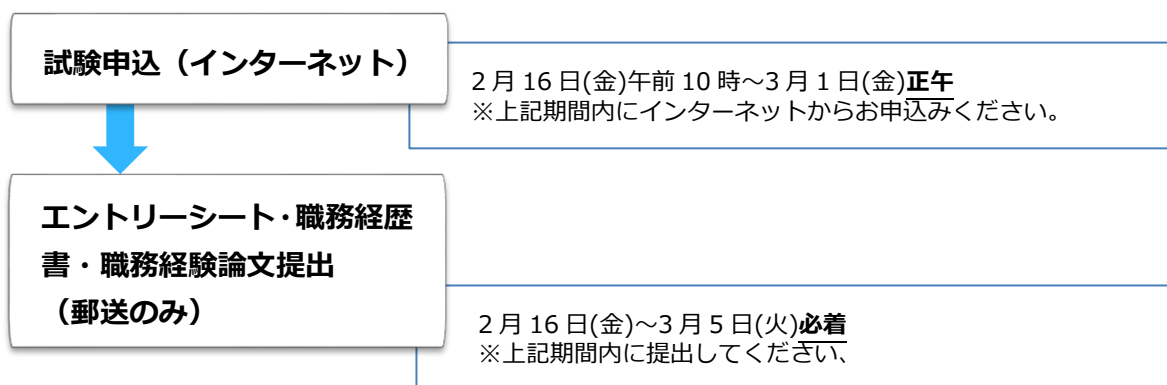 試験申込（インターネット）
2月16日(金)午前10時～3月1日(金)正午
※上記期間内にインターネットからお申込みください。
エントリーシート・職務経歴
書・職務経験論文提出
（郵送のみ）
2月16日(金)～3月5日(火)必着
※上記期間内に提出してください、